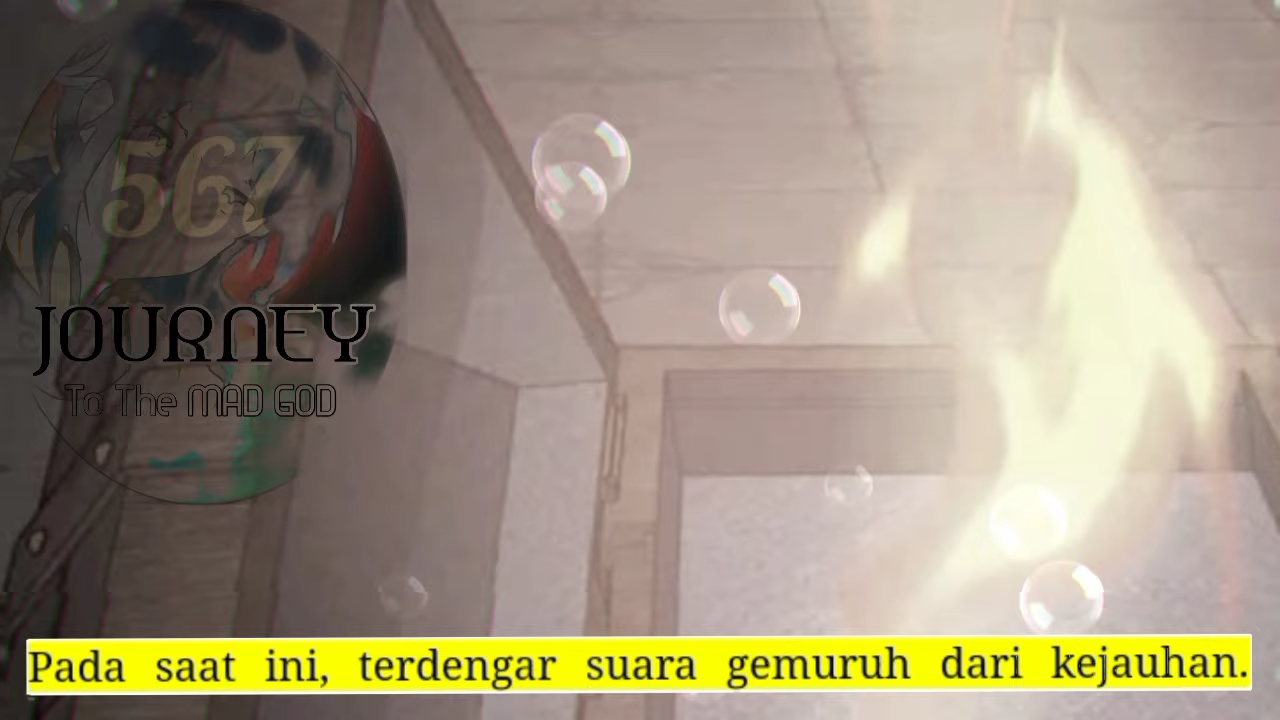 567
JOURNEY
To The MAD GOD
Pada saat ini, terdengar suara gemuruh dari kejauhan.